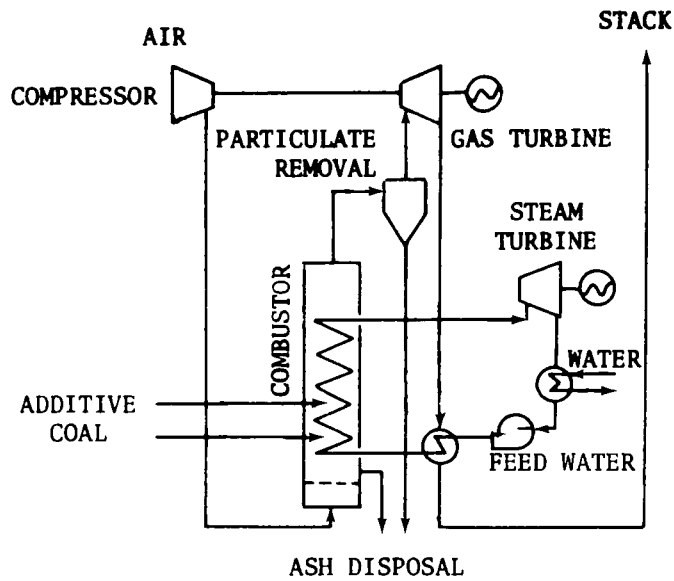 STACK
AIR
COMPRESSOR
PARTICULATE
REMOVAL
GAS TURBINE
STEAM
TURBINE
COMBUSTOR
WATER
ADDITIVE
COAL
FEED WATER
ASH DISPOSAL